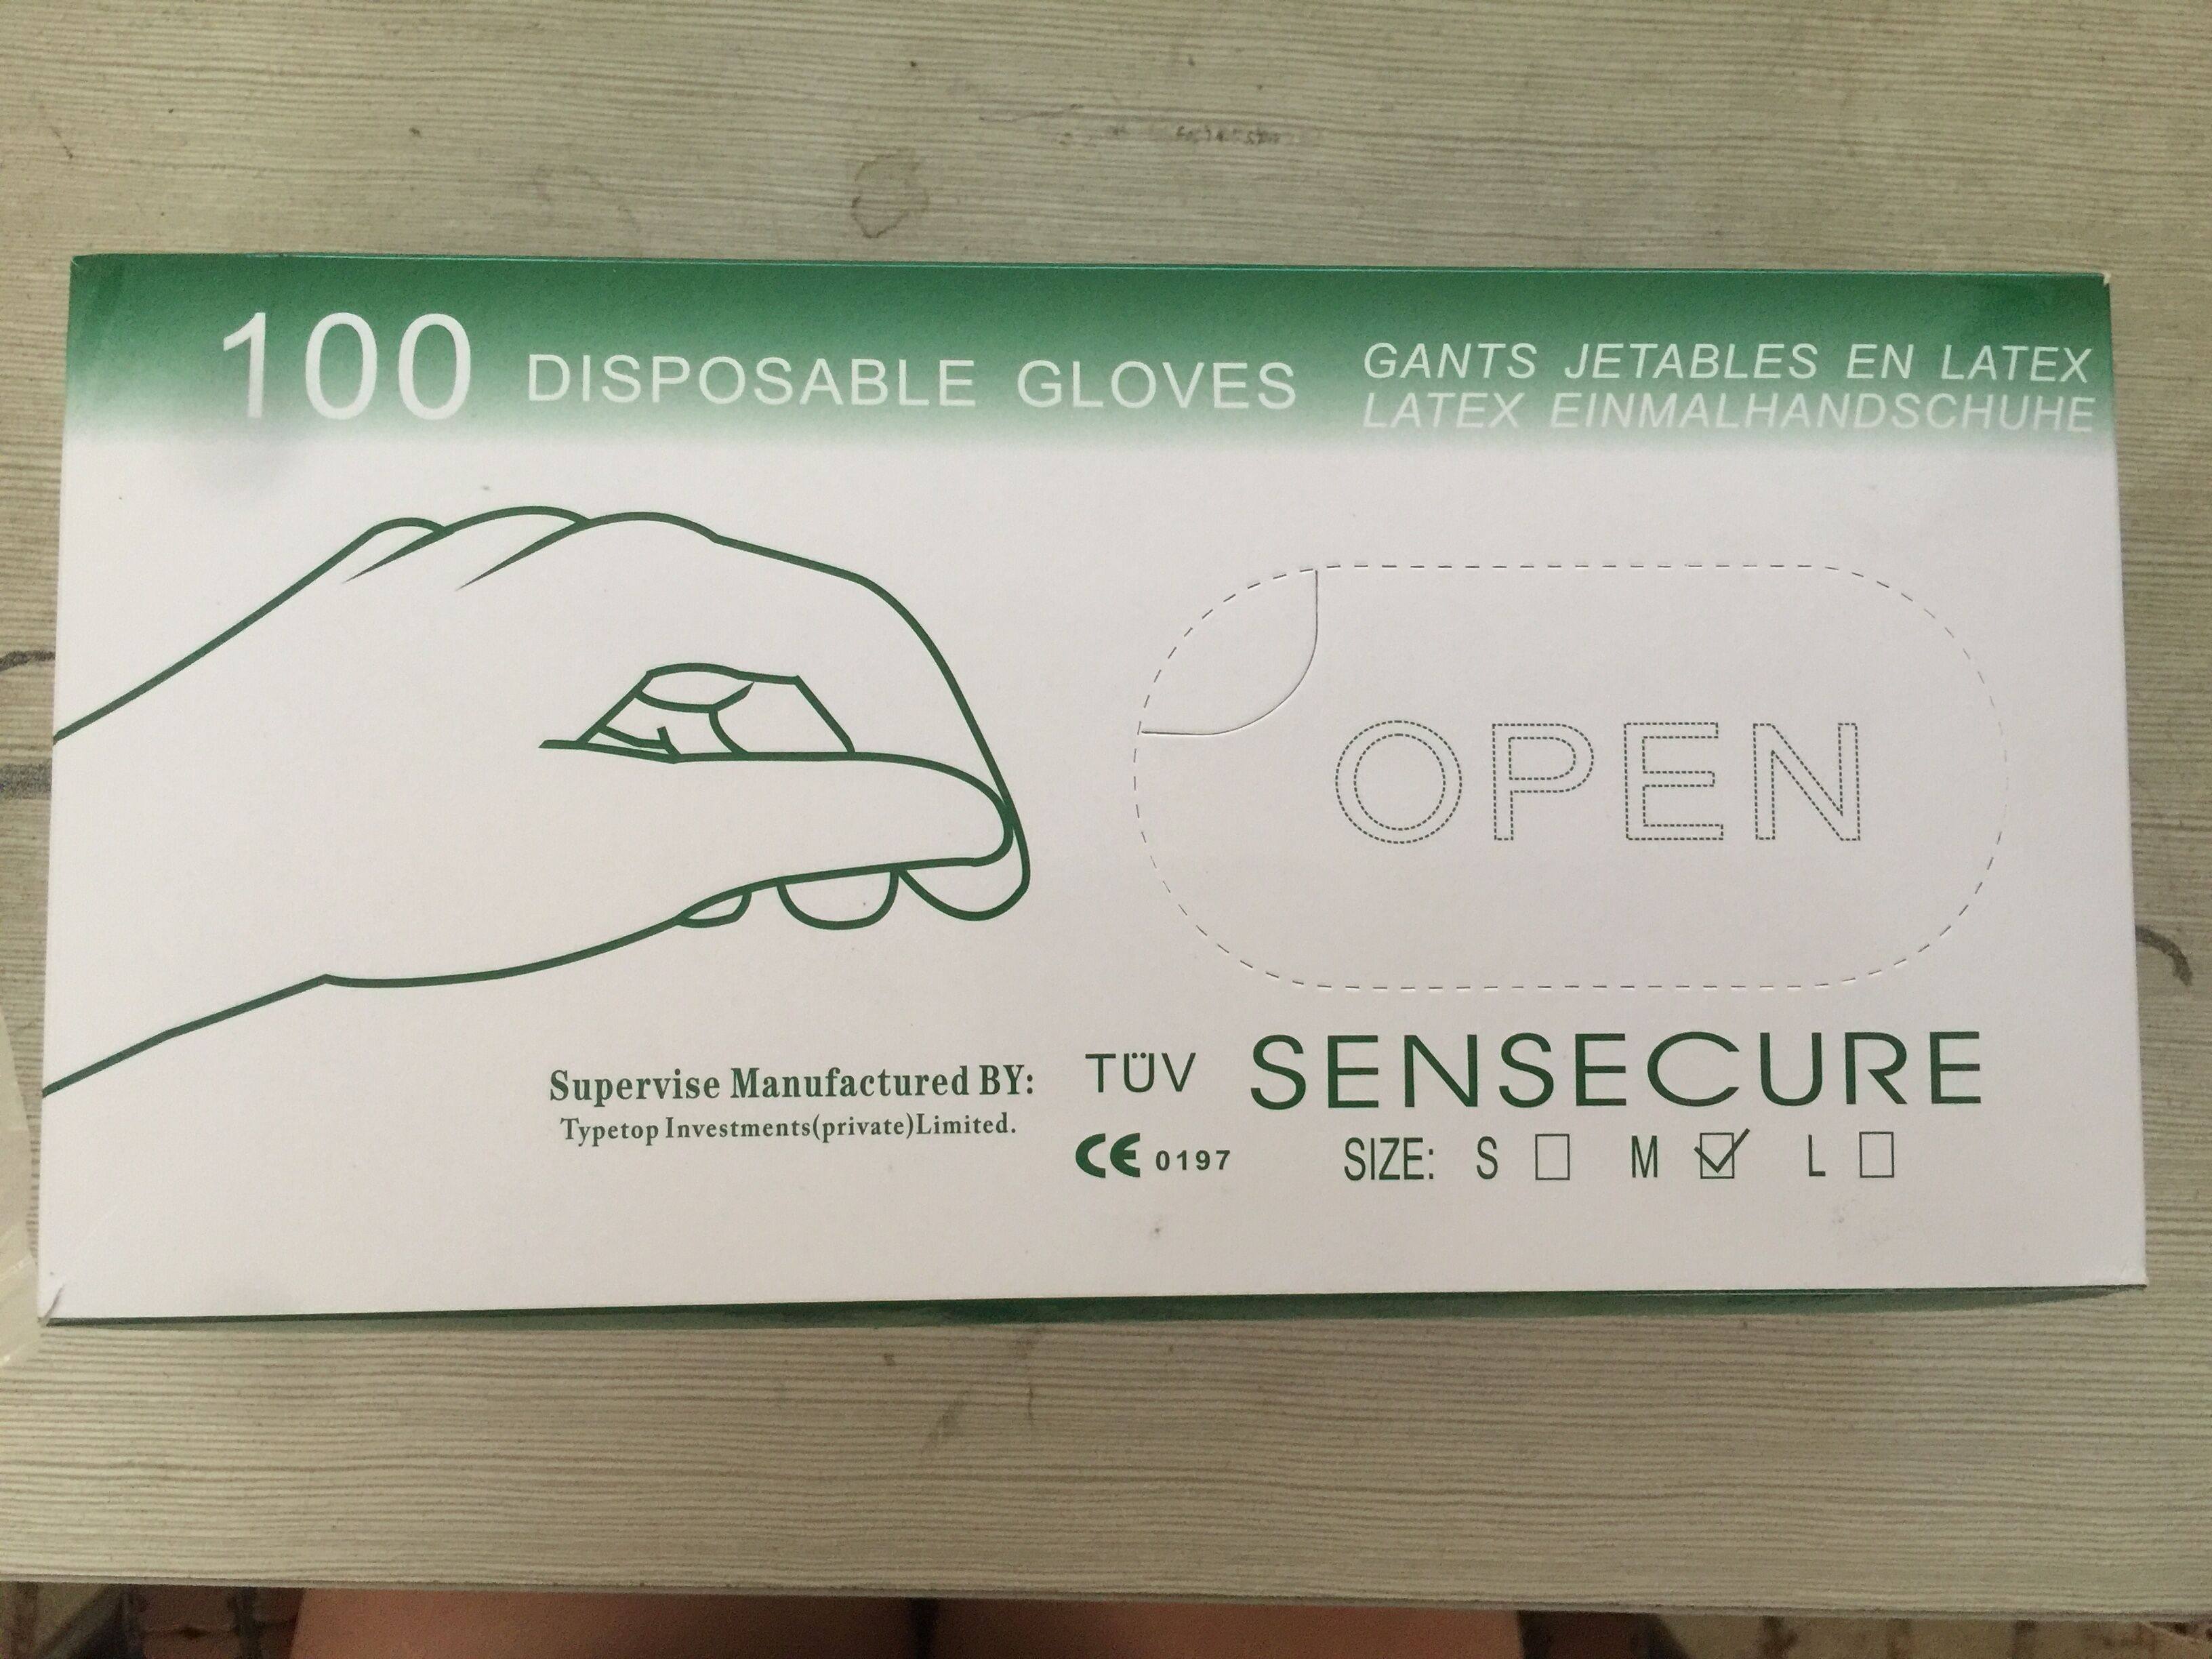 100 DISPOSABLE GLOVES
GANTS JETABLES EN LATEX
LATEX EINMALHANDSCHUHE
OPEN
Supervise Manufactured BY:
Typetop Investments(private)Limited.
TÜV
CE 0197
SENSECURE
SIZE: S M L